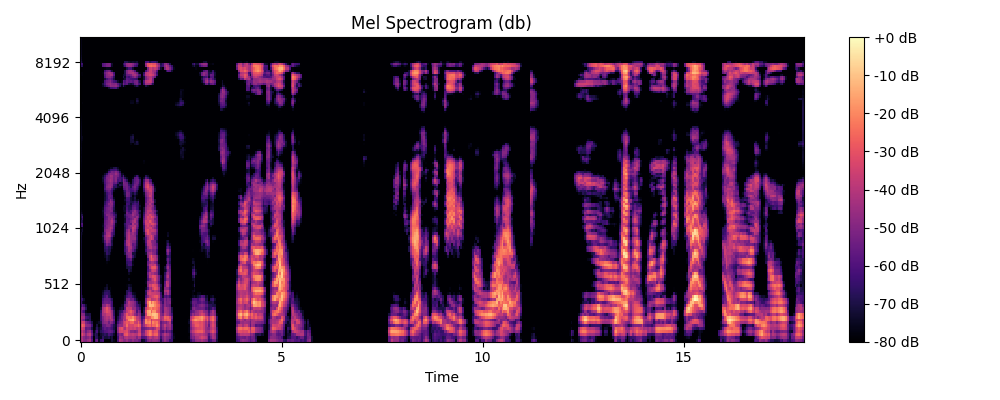 Mel Spectrogram (db)
8192
4096
2048
1024
512
0
Hz
0
5
10
15
Time
+0 dB
-10 dB
-20 dB
-30 dB
-40 dB
-50 dB
-60 dB
-70 dB
-80 dB